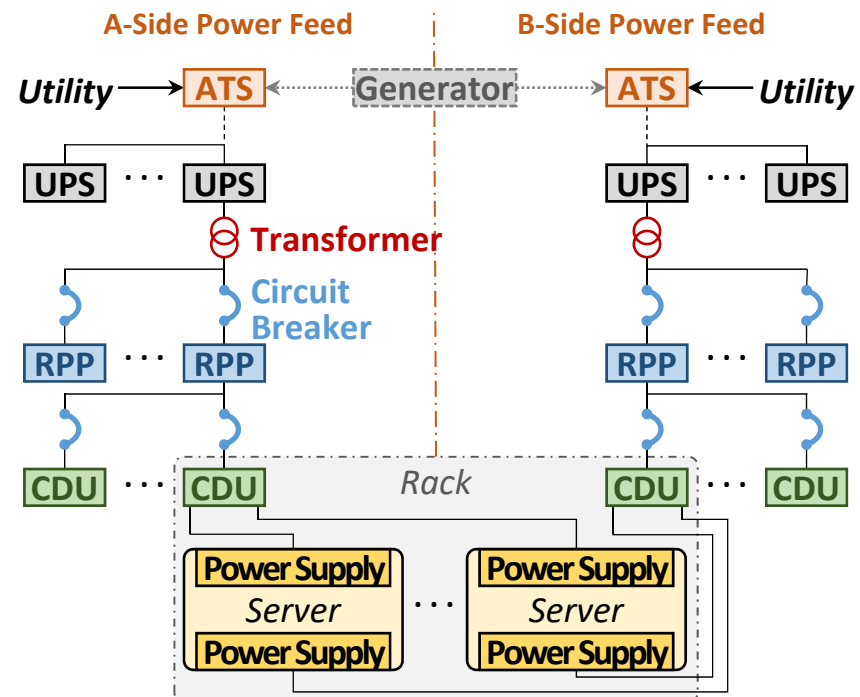 A-Side Power Feed
B-Side Power Feed
Utility
ATS
Generator
ATS
Utility
UPS
...
UPS
UPS
...
UPS
Transformer
Circuit
Breaker
RPP
...
RPP
RPP
...
RPP
Rack
CDU
...
CDU
CDU
...
CDU
Power Supply
Power Supply
Server
...
Server
Power Supply
Power Supply